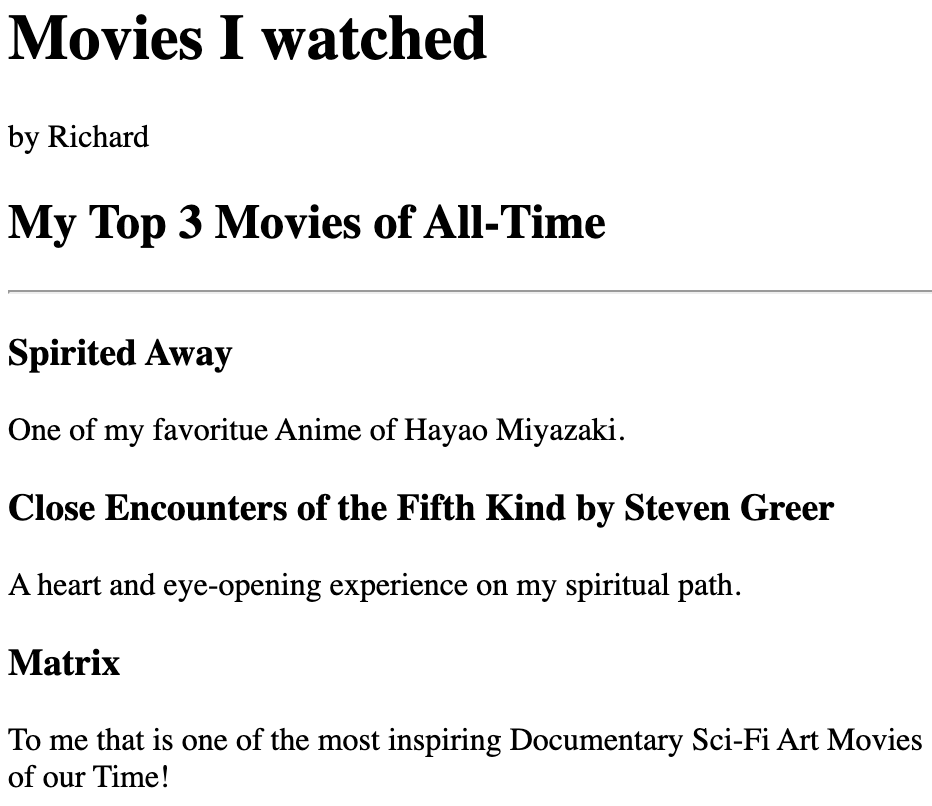 Movies I watched
by Richard
My Top 3 Movies of All-Time
Spirited Away
One of my favoritue Anime of Hayao Miyazaki.
Close Encounters of the Fifth Kind by Steven Greer
A heart and eye-opening experience on my spiritual path.
Matrix
To me that is one of the most inspiring Documentary Sci-Fi Art Movies
of our Time!